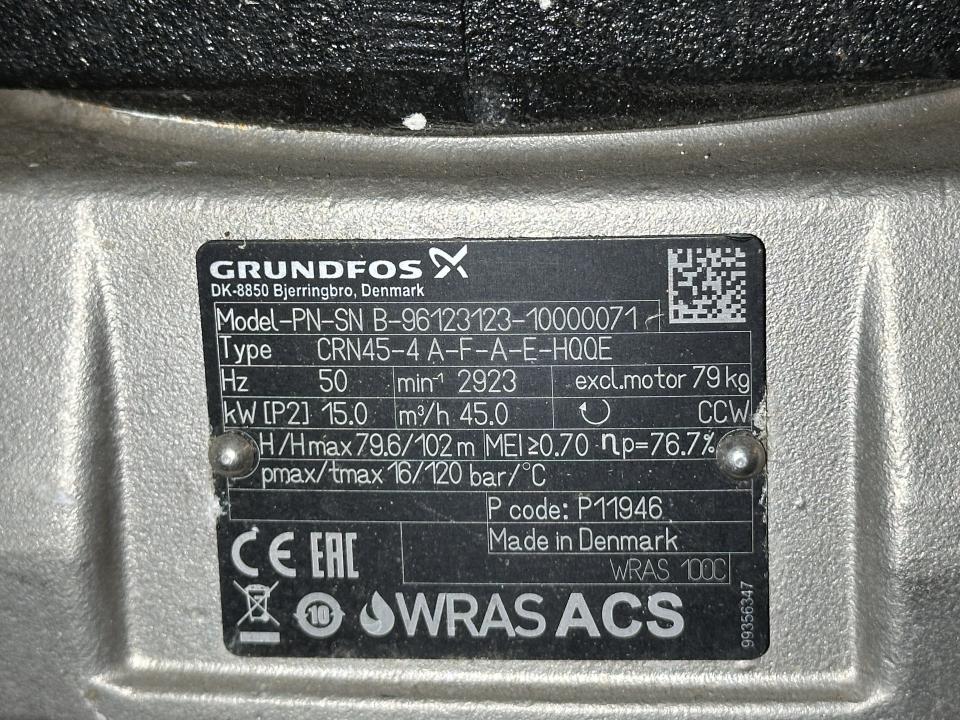 GRUNDFOS
DK-8850 Bjerringbro, Denmark
Model-PN-SN B-96123123-10000071
Type CRN45-4 A-F-A-E-HQQE
Hz 50 min⁻¹ 2923 excl.motor 79 kg
kW [P2] 15.0 m³/h 45.0 CCW
H/Hmax 79.6/102 m MEI ≥0.70 ηp=76.7%
pmax/tmax 16/120 bar/°C
P code: P11946
Made in Denmark
WRAS 100C
CE EAC
10 WRAS ACS
99356347